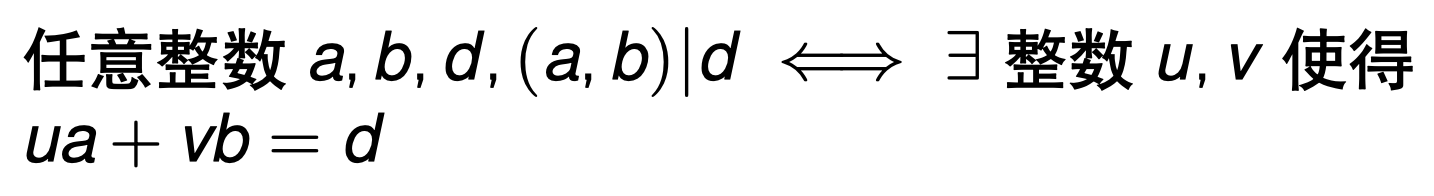 任意整数 a, b, d, (a, b)|d ⟺ ∃ 整数 u, v 使得
ua + vb = d